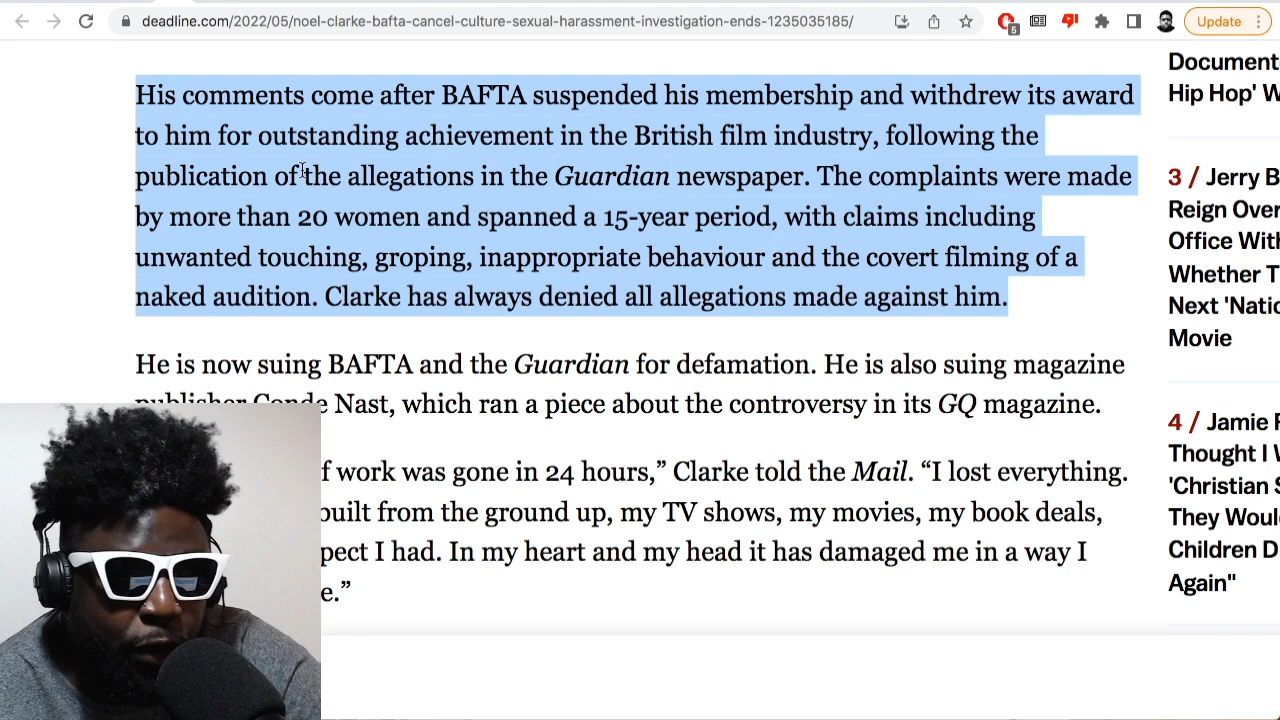 deadline.com/2022/05/noel-clarke-bafta-cancel-culture-sexual-harassment-investigation-ends-1235035185/
5
Update
His comments come after BAFTA suspended his membership and withdrew its award
to him for outstanding achievement in the British film industry, following the
publication of the allegations in the Guardian newspaper. The complaints were made
by more than 20 women and spanned a 15-year period, with claims including
unwanted touching, groping, inappropriate behaviour and the covert filming of a
naked audition. Clarke has always denied all allegations made against him.
He is now suing BAFTA and the Guardian for defamation. He is also suing magazine
publisher Conde Nast, which ran a piece about the controversy in its GQ magazine.
f work was gone in 24 hours,” Clarke told the Mail. “I lost everything.
built from the ground up, my TV shows, my movies, my book deals,
pect I had. In my heart and my head it has damaged me in a way I
e.”
Document
Hip Hop' W
3 / Jerry B
Reign Over
Office With
Whether T
Next 'Natio
Movie
4 / Jamie F
Thought I W
'Christian S
They Woul
Children D
Again"